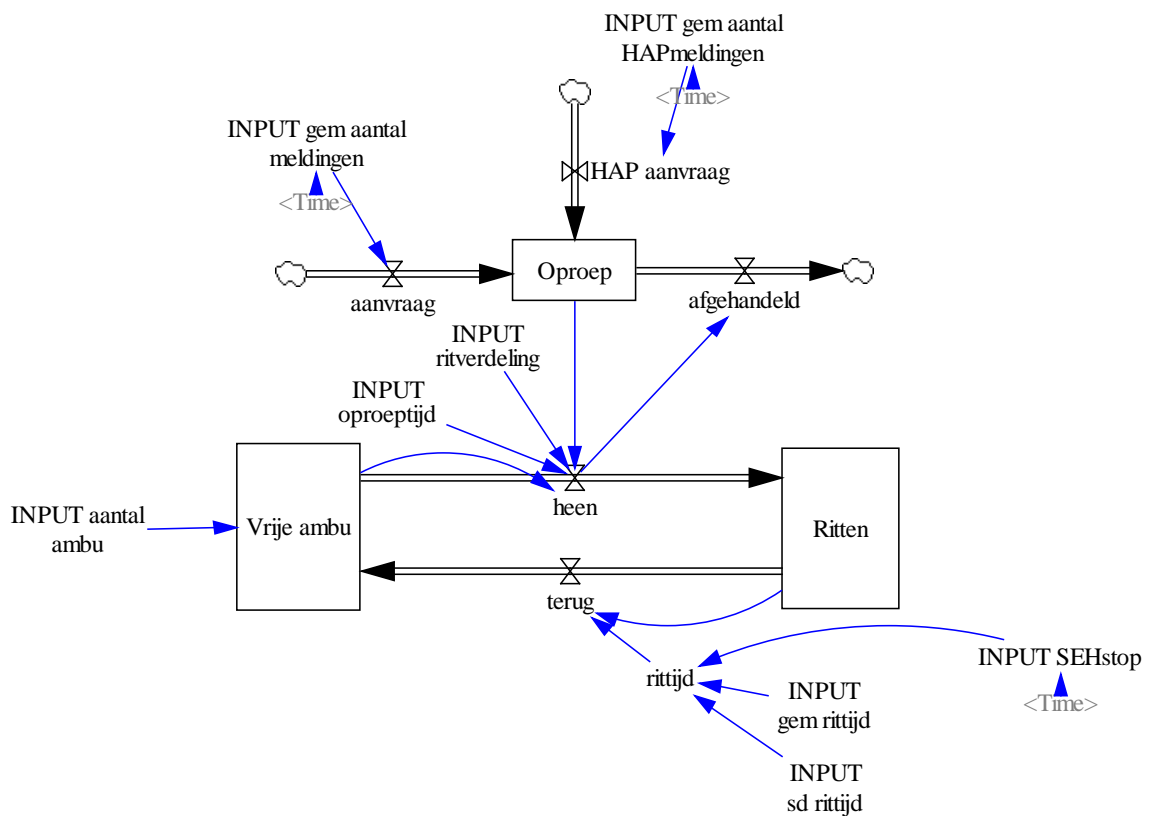 INPUT gem aantal
HAPmeldingen
<Time>
INPUT gem aantal
meldingen
<Time>
HAP aanvraag
Oproep
aanvraag
afgehandeld
INPUT
ritverdeling
INPUT
oproeptijd
INPUT aantal
ambu
Vrije ambu
heen
Ritten
terug
rittijd
INPUT SEHstop
<Time>
INPUT
gem rittijd
INPUT
sd rittijd